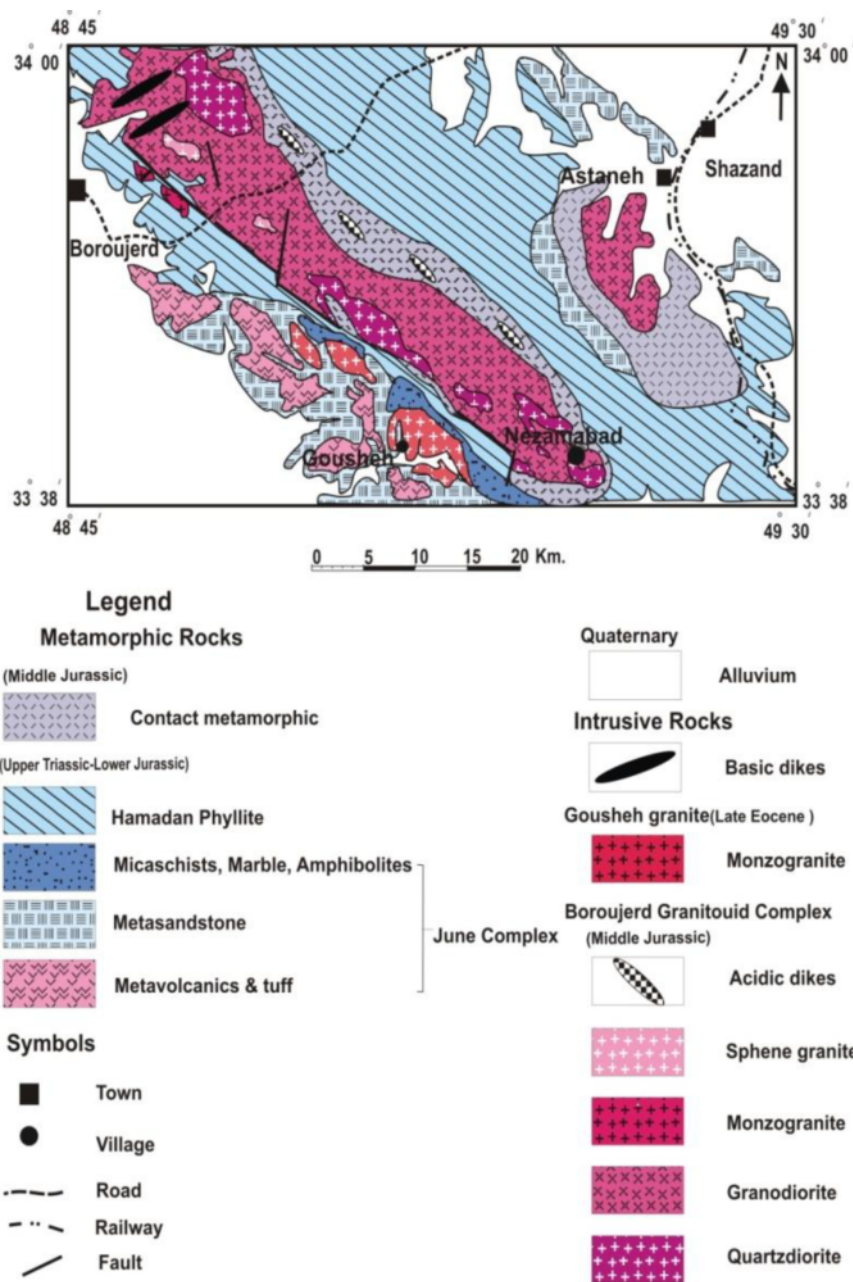 48° 45′
49° 30′
34° 00′
34° 00′
N
Astaneh
Shazand
Boroujerd
Nezamabad
Gousheh
33° 38′
33° 38′
48° 45′
49° 30′
0 5 10 15 20 Km.
Legend
Metamorphic Rocks
(Middle Jurassic)
Contact metamorphic
(Upper Triassic-Lower Jurassic)
Hamadan Phyllite
Micaschists, Marble, Amphibolites
Metasandstone
June Complex
Metavolcanics & tuff
Symbols
Town
Village
Road
Railway
Fault
Quaternary
Alluvium
Intrusive Rocks
Basic dikes
Gousheh granite(Late Eocene )
Monzogranite
Boroujerd Granitouid Complex
(Middle Jurassic)
Acidic dikes
Sphene granite
Monzogranite
Granodiorite
Quartzdiorite